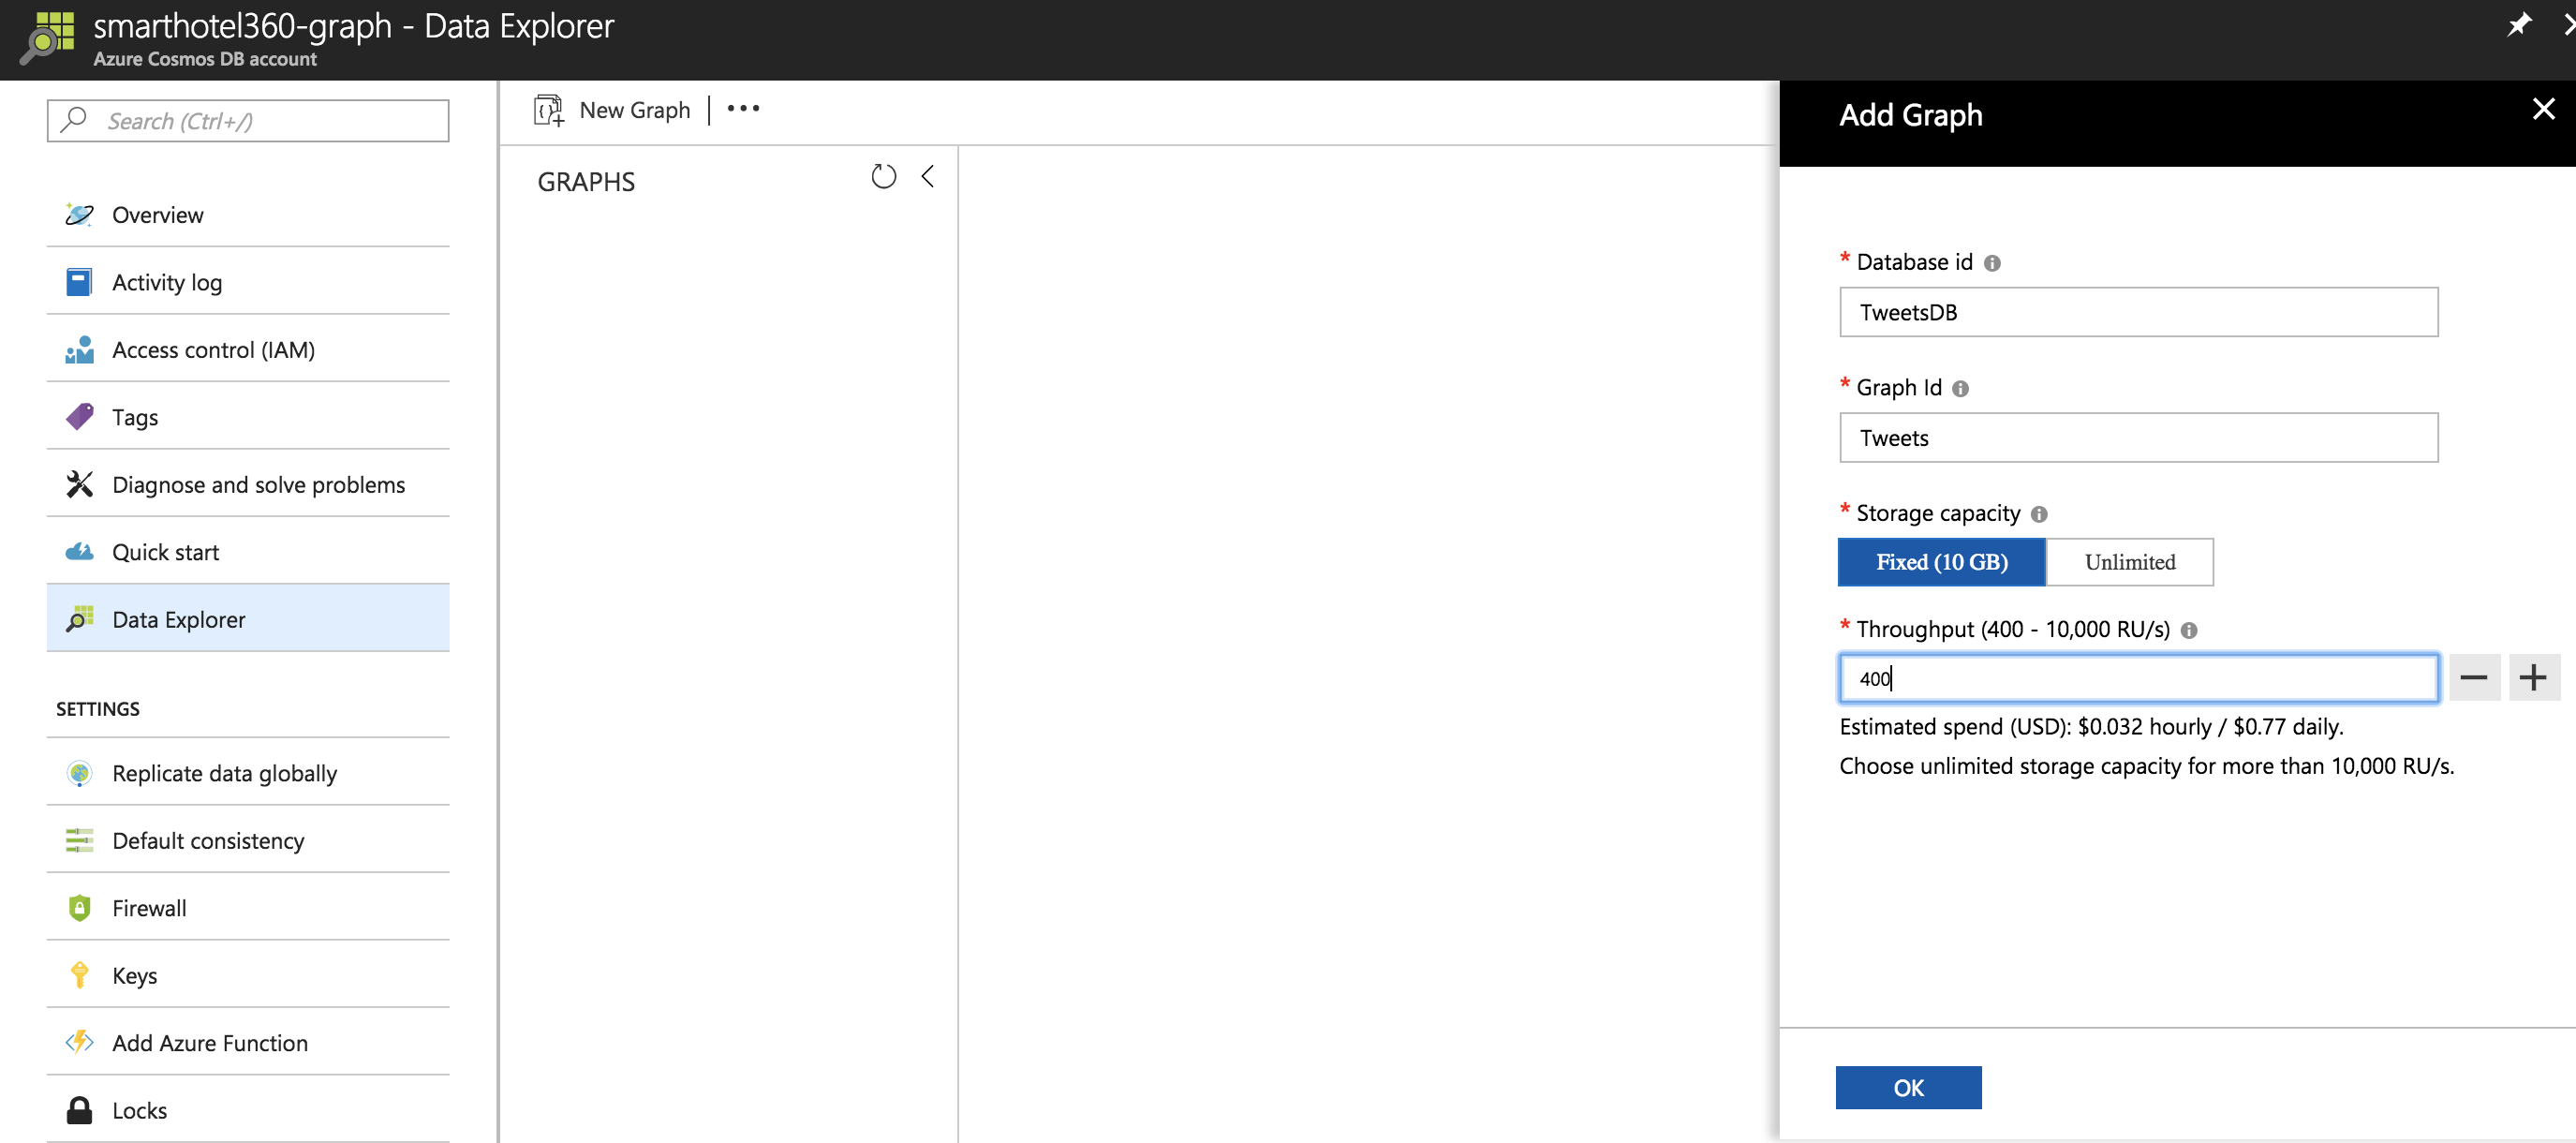 smarthotel360-graph - Data Explorer
Azure Cosmos DB account
Search (Ctrl+/)
Overview
Activity log
Access control (IAM)
Tags
Diagnose and solve problems
Quick start
Data Explorer
SETTINGS
Replicate data globally
Default consistency
Firewall
Keys
Add Azure Function
Locks
New Graph
GRAPHS
Add Graph
* Database id
TweetsDB
* Graph Id
Tweets
* Storage capacity
Fixed (10 GB) Unlimited
* Throughput (400 - 10,000 RU/s)
400
Estimated spend (USD): $0.032 hourly / $0.77 daily.
Choose unlimited storage capacity for more than 10,000 RU/s.
OK